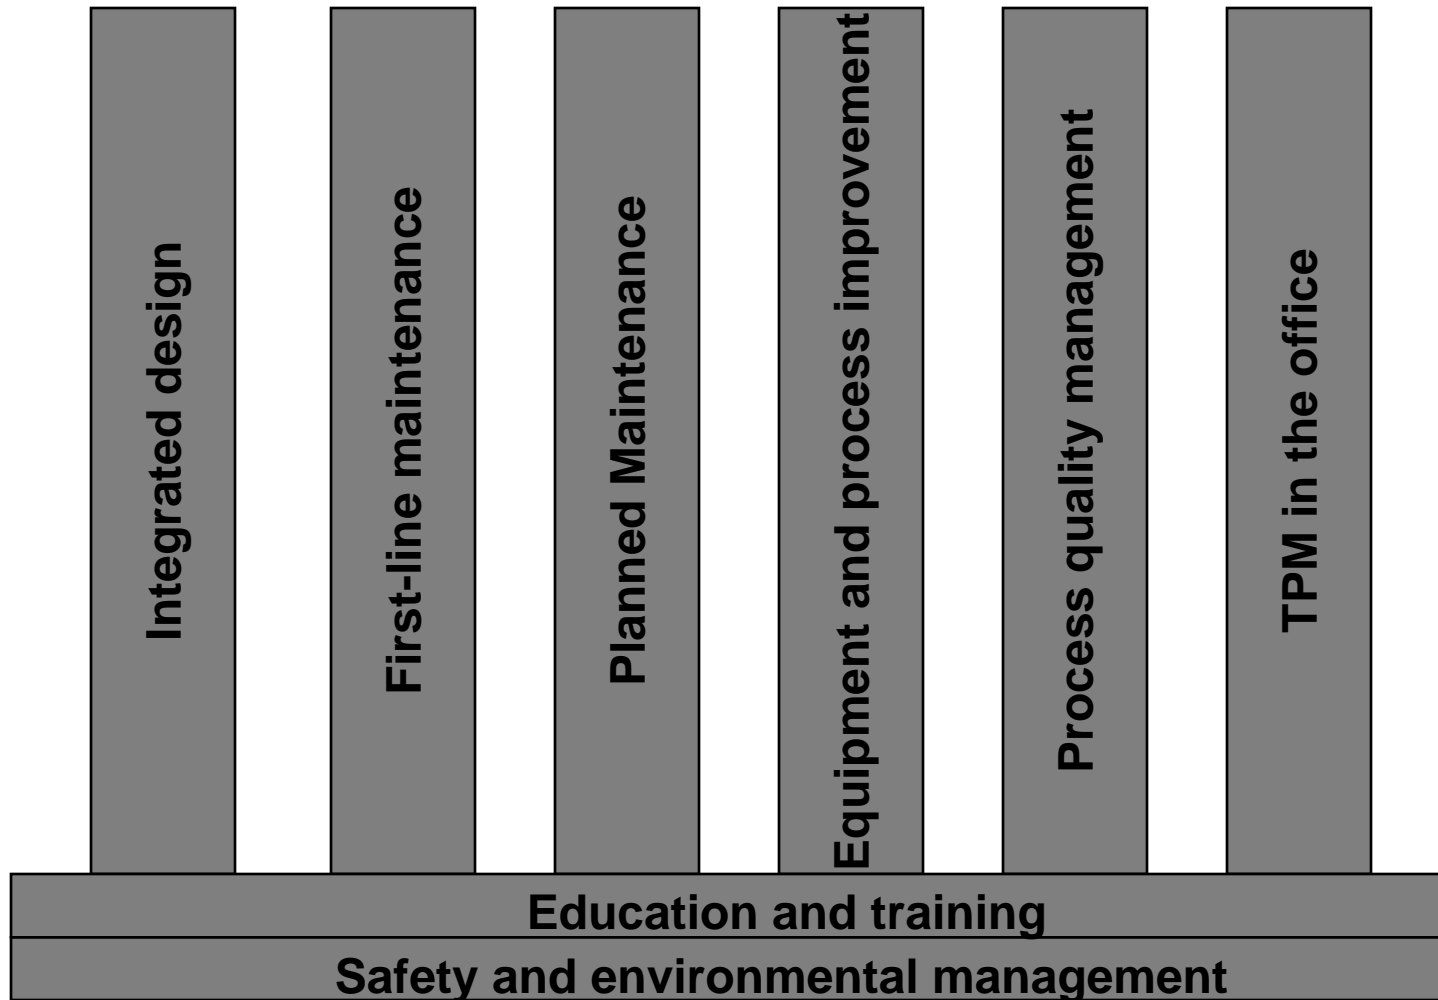 Integrated design
First-line maintenance
Planned Maintenance
Equipment and process improvement
Process quality management
TPM in the office
Education and training
Safety and environmental management